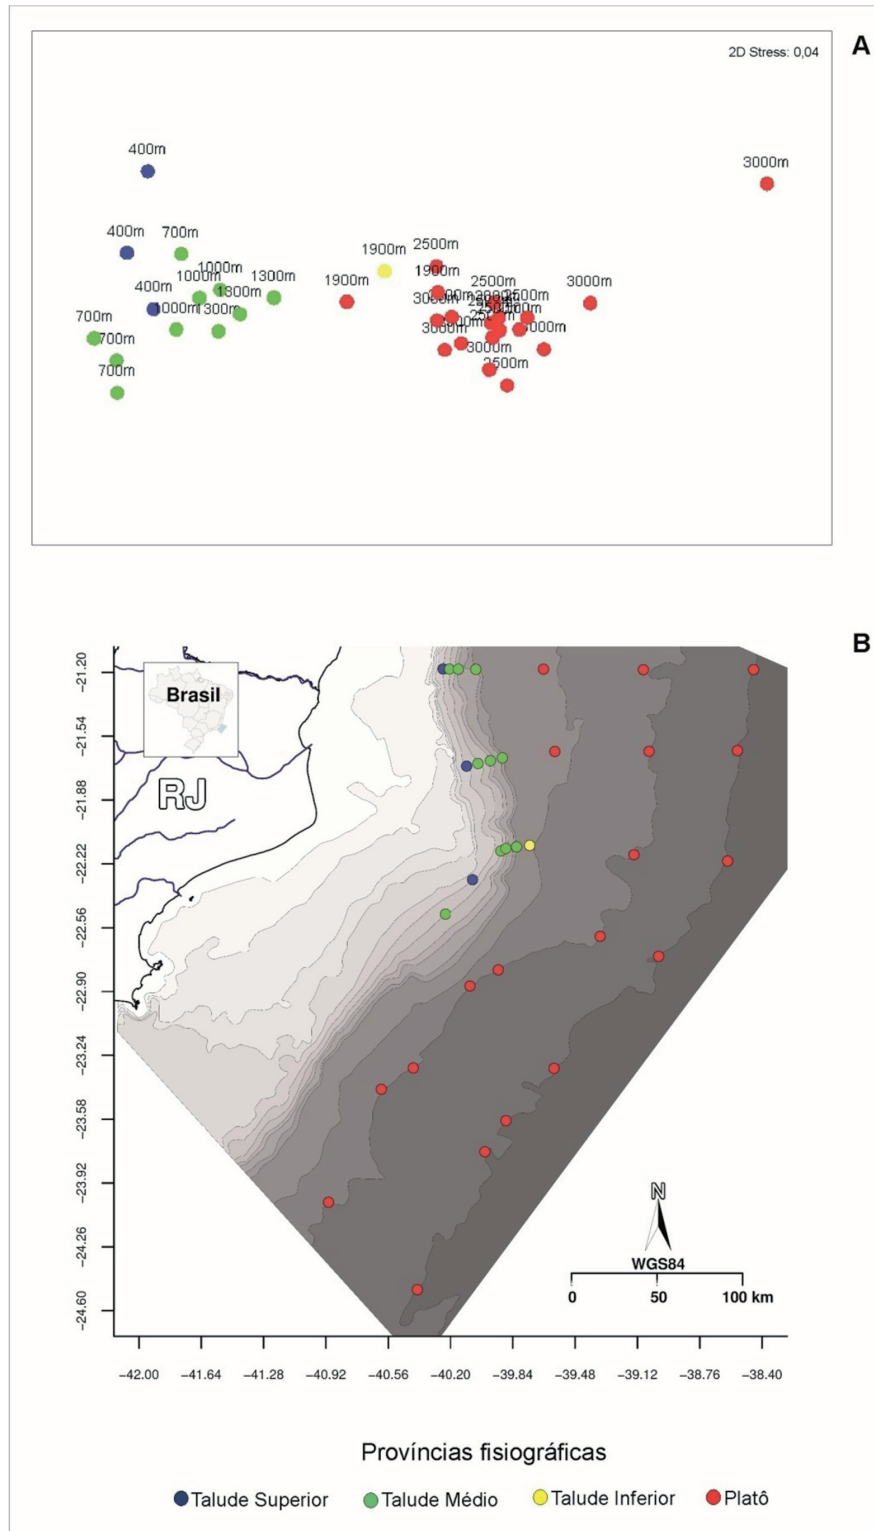 A
2D Stress: 0,04
400m
3000m
400m
700m
2500m
1900m
1000m
1000m
1300m
1900m
1900m
2500m
3000m
400m
1300m
700m
1000m
1300m
700m
3000m
3000m
3000m
700m
2500m
B
Brasil
RJ
−21.20
−21.54
−21.88
−22.22
−22.56
−22.90
−23.24
−23.58
−23.92
−24.26
−24.60
N
WGS84
0 50 100 km
−42.00 −41.64 −41.28 −40.92 −40.56 −40.20 −39.84 −39.48 −39.12 −38.76 −38.40
Províncias fisiográficas
Talude Superior Talude Médio Talude Inferior Platô